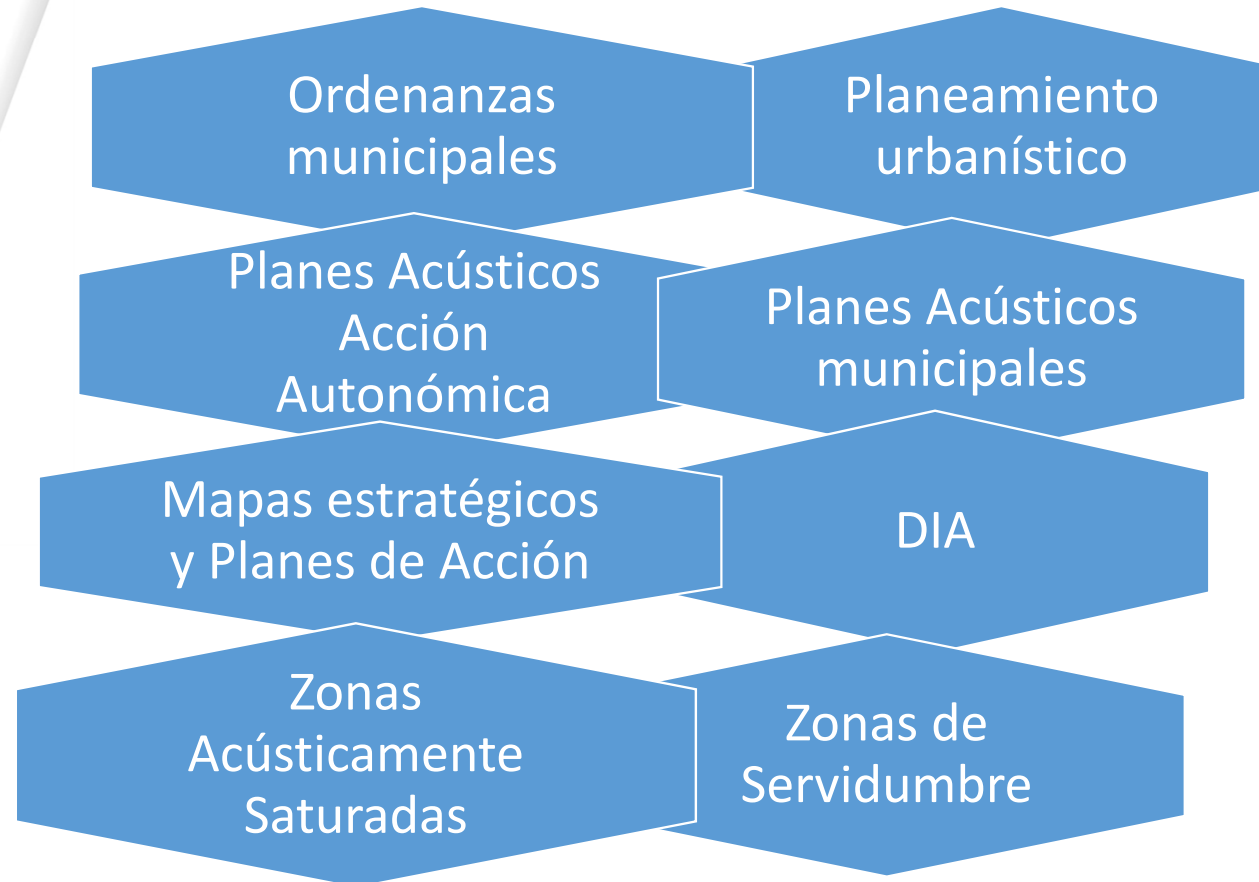 Ordenanzas
municipales
Planeamiento
urbanístico
Planes Acústicos
Acción
Autonómica
Planes Acústicos
municipales
Mapas estratégicos
y Planes de Acción
DIA
Zonas
Acústicamente
Saturadas
Zonas de
Servidumbre